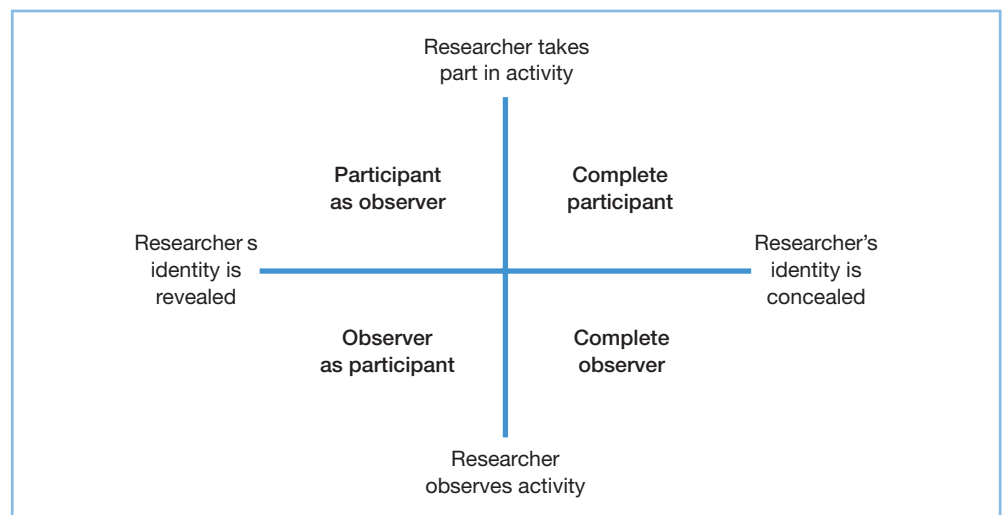 Researcher takes
part in activity
Participant
as observer
Complete
participant
Researcher s
identity is
revealed
Researcher’s
identity is
concealed
Observer
as participant
Complete
observer
Researcher
observes activity